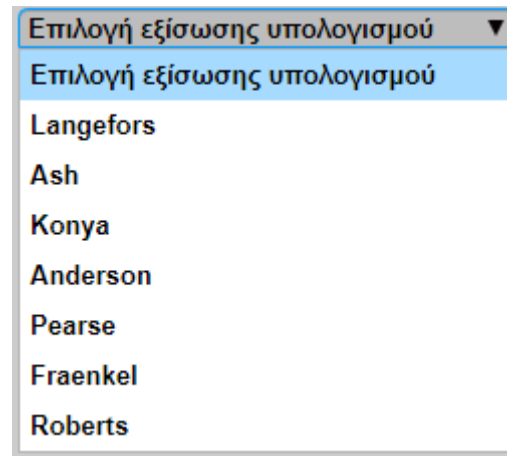 Επιλογή εξίσωσης υπολογισμού ▼
Επιλογή εξίσωσης υπολογισμού
Langefors
Ash
Konya
Anderson
Pearse
Fraenkel
Roberts